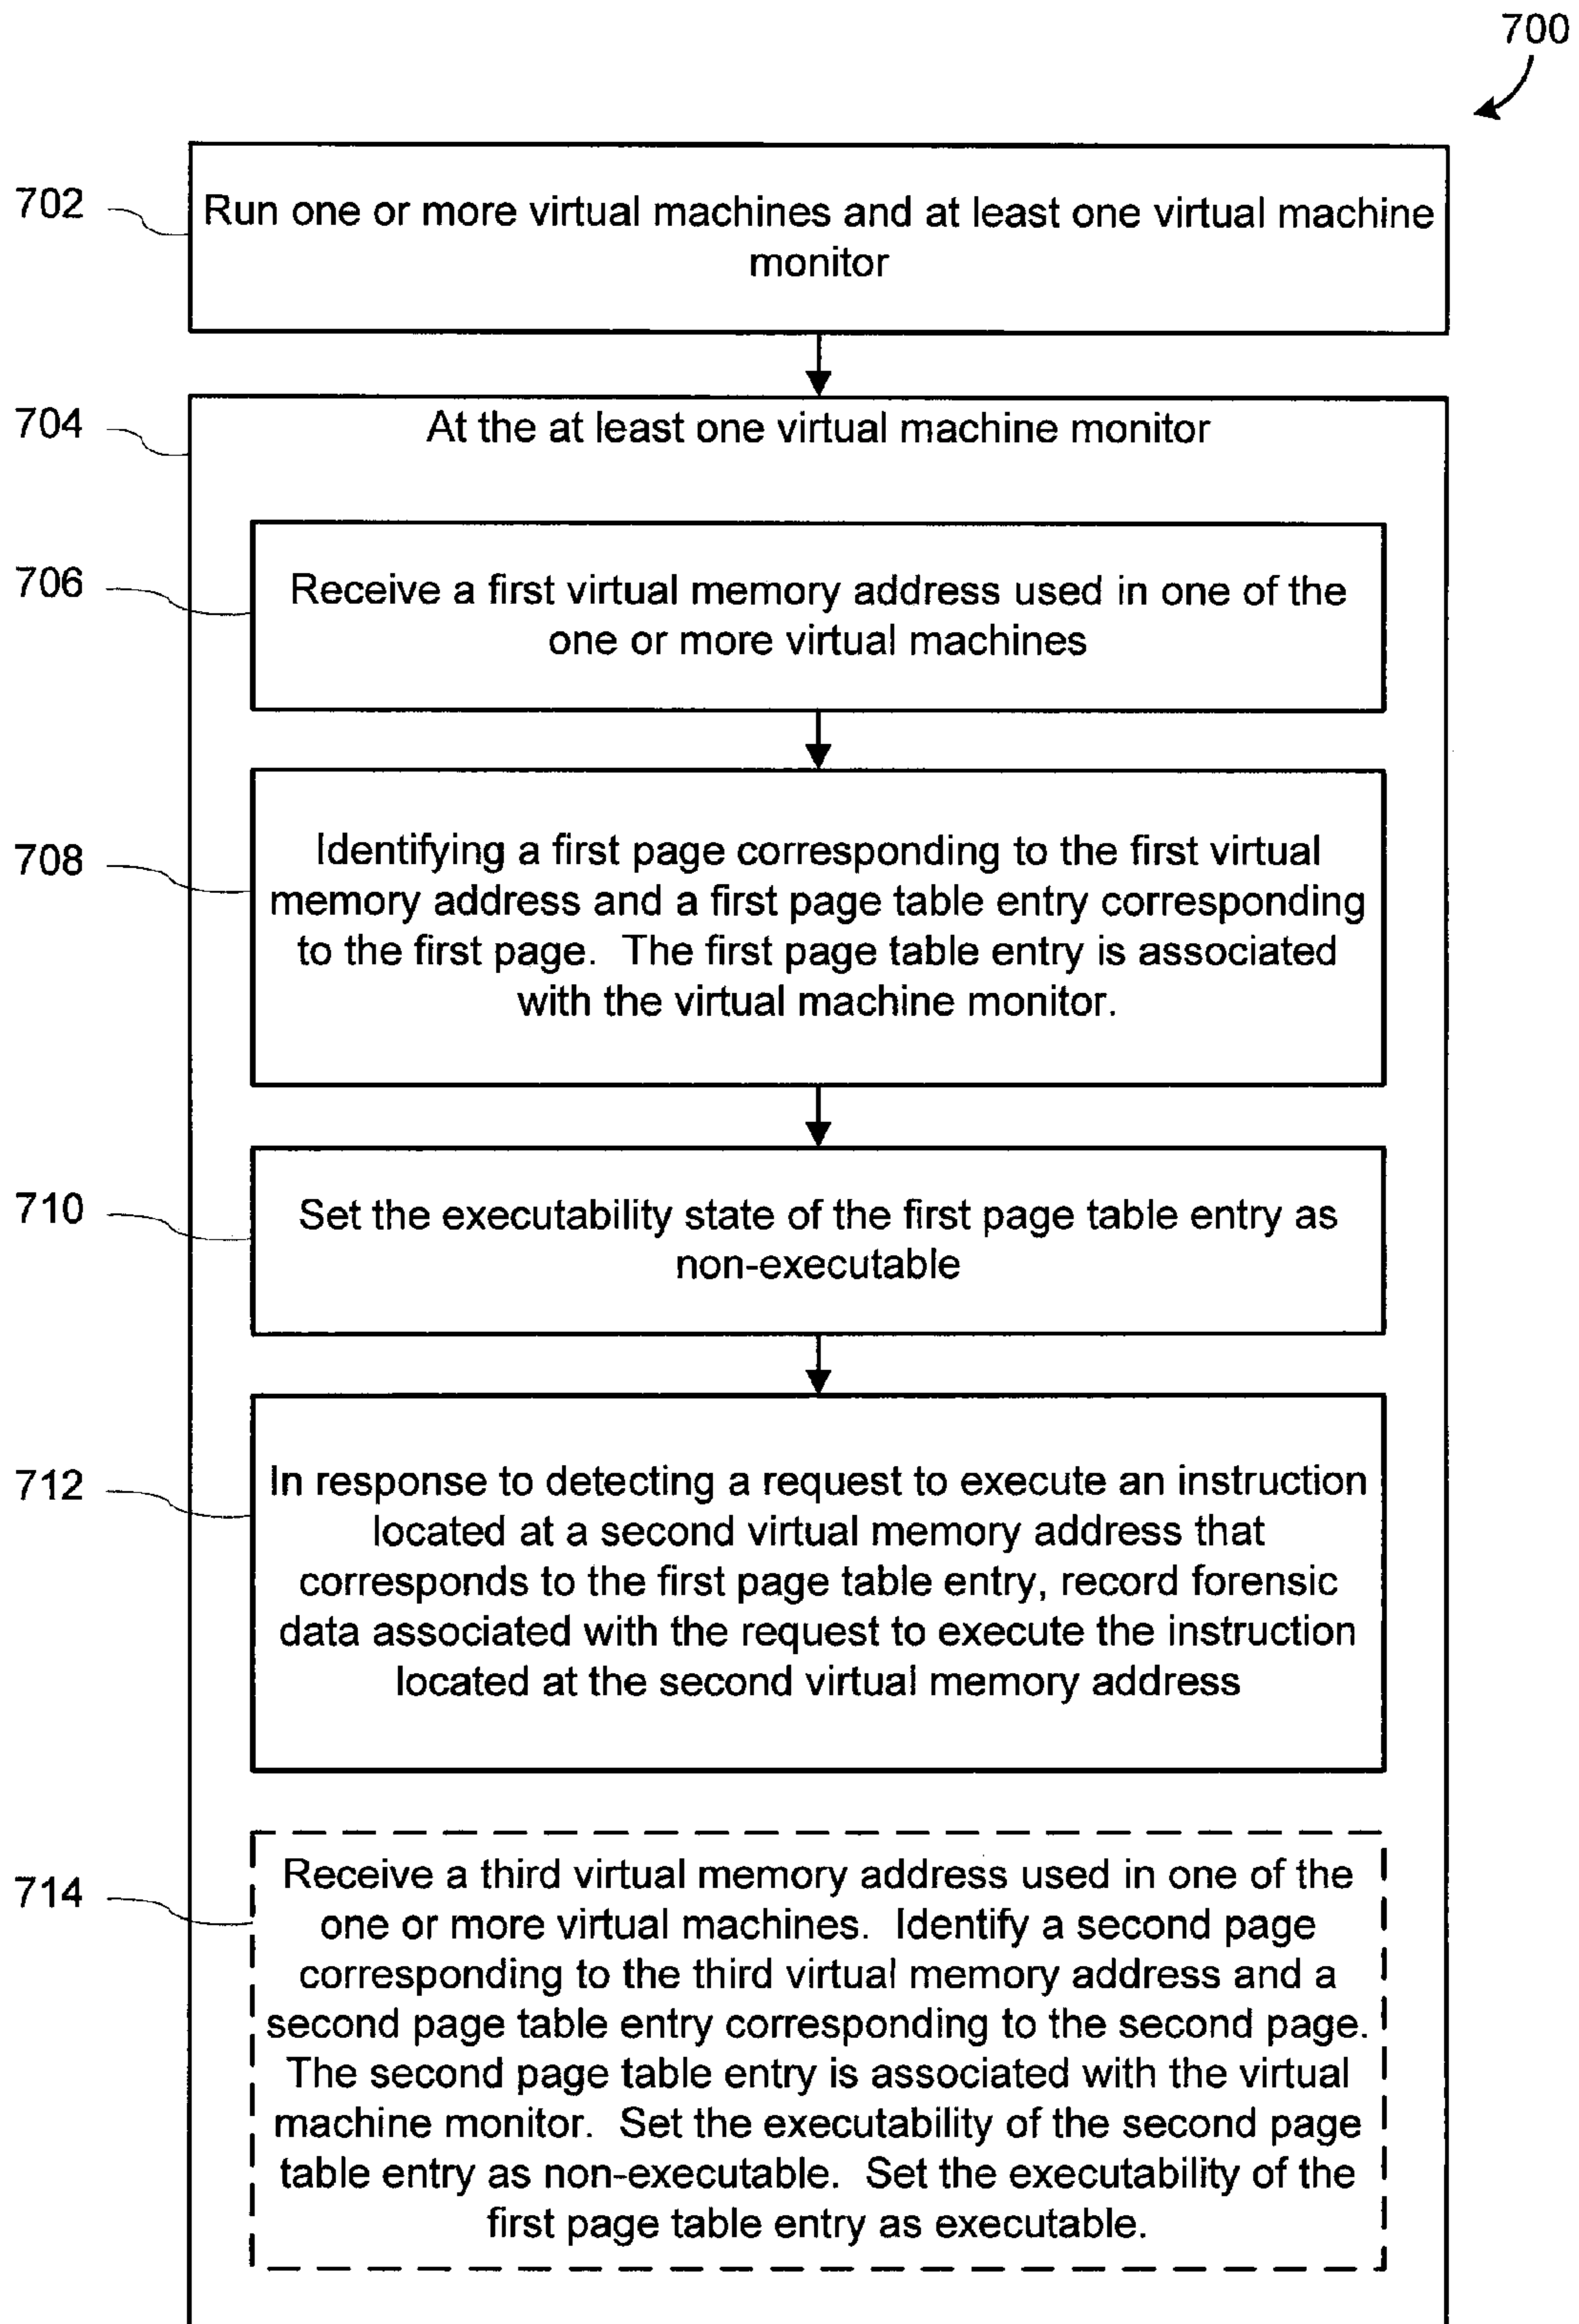 700
702
Run one or more virtual machines and at least one virtual machine
monitor
704
At the at least one virtual machine monitor
706
Receive a first virtual memory address used in one of the
one or more virtual machines
708
Identifying a first page corresponding to the first virtual
memory address and a first page table entry corresponding
to the first page.  The first page table entry is associated
with the virtual machine monitor.
710
Set the executability state of the first page table entry as
non-executable
712
In response to detecting a request to execute an instruction
located at a second virtual memory address that
corresponds to the first page table entry, record forensic
data associated with the request to execute the instruction
located at the second virtual memory address
714
Receive a third virtual memory address used in one of the
one or more virtual machines.  Identify a second page
corresponding to the third virtual memory address and a
second page table entry corresponding to the second page.
The second page table entry is associated with the virtual
machine monitor.  Set the executability of the second page
table entry as non-executable.  Set the executability of the
first page table entry as executable.